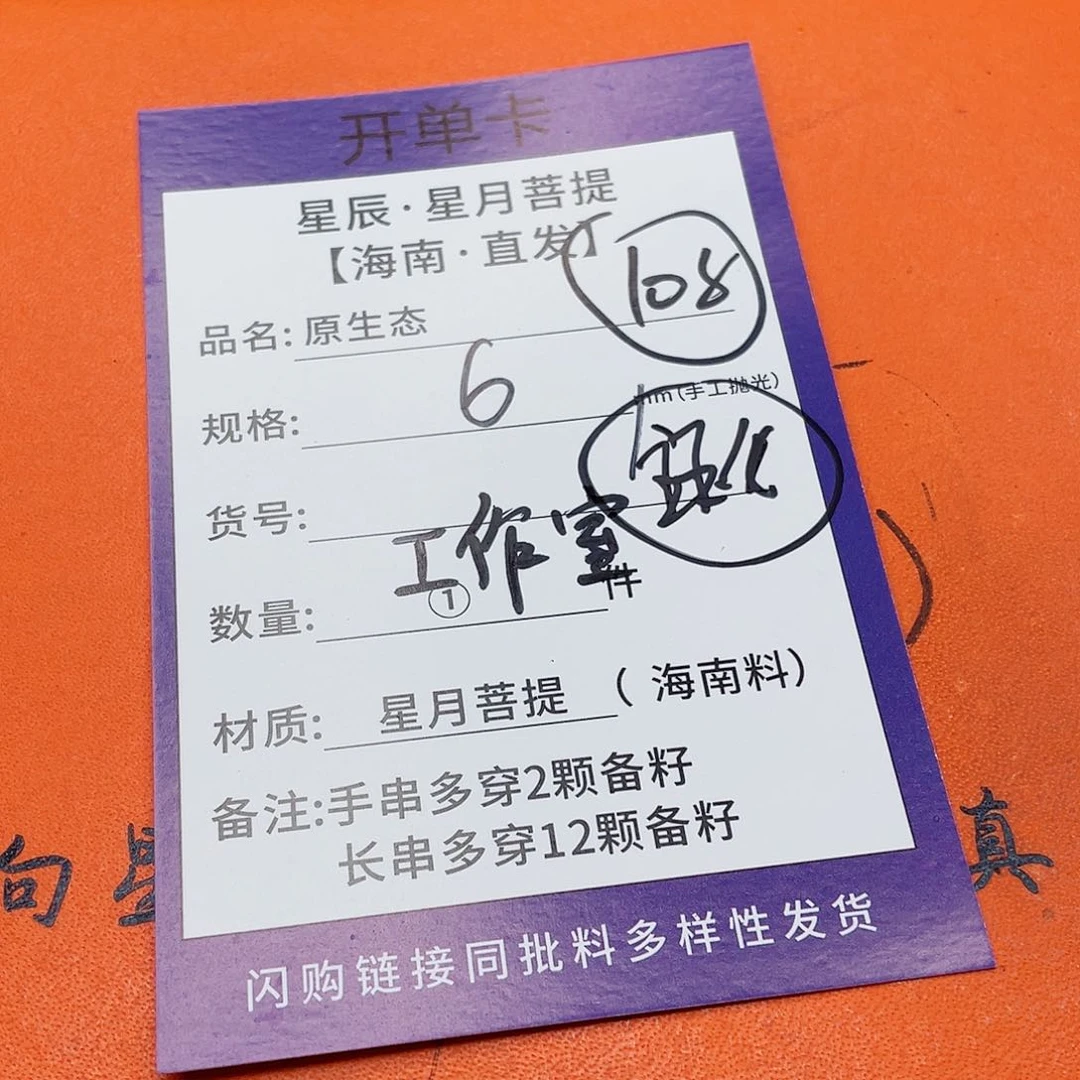 开单卡
星辰·星月菩提
【海南·直发】
108
品名:原生态
规格: 6 mm(手工抛光)
货号:
工作室
数量: ① 件
材质: 星月菩提 (海南料)
备注:手串多穿2颗备籽
长串多穿12颗备籽
闪购链接同批料多样性发货
向星
真